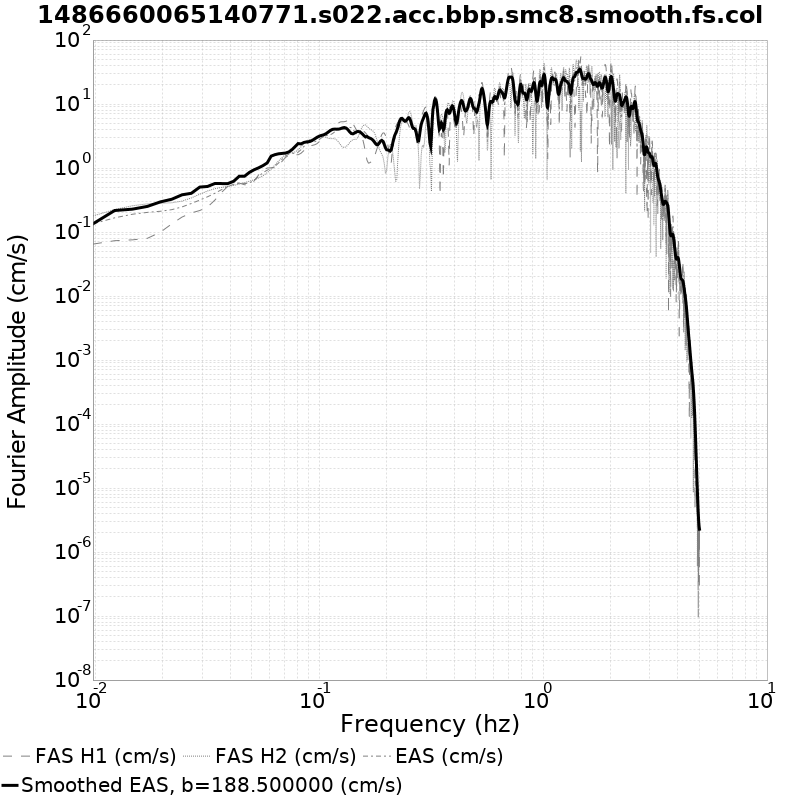 14866660065140771.s022.acc.bbp.smc8.smooth.fs.col
10^2
10^1
10^0
10^-1
10^-2
10^-3
10^-4
10^-5
10^-6
10^-7
10^-8
Fourier Amplitude (cm/s)
10^-2 10^-1 10^0 10^1
Frequency (hz)
FAS H1 (cm/s) FAS H2 (cm/s) EAS (cm/s)
Smoothed EAS, b=188.500000 (cm/s)